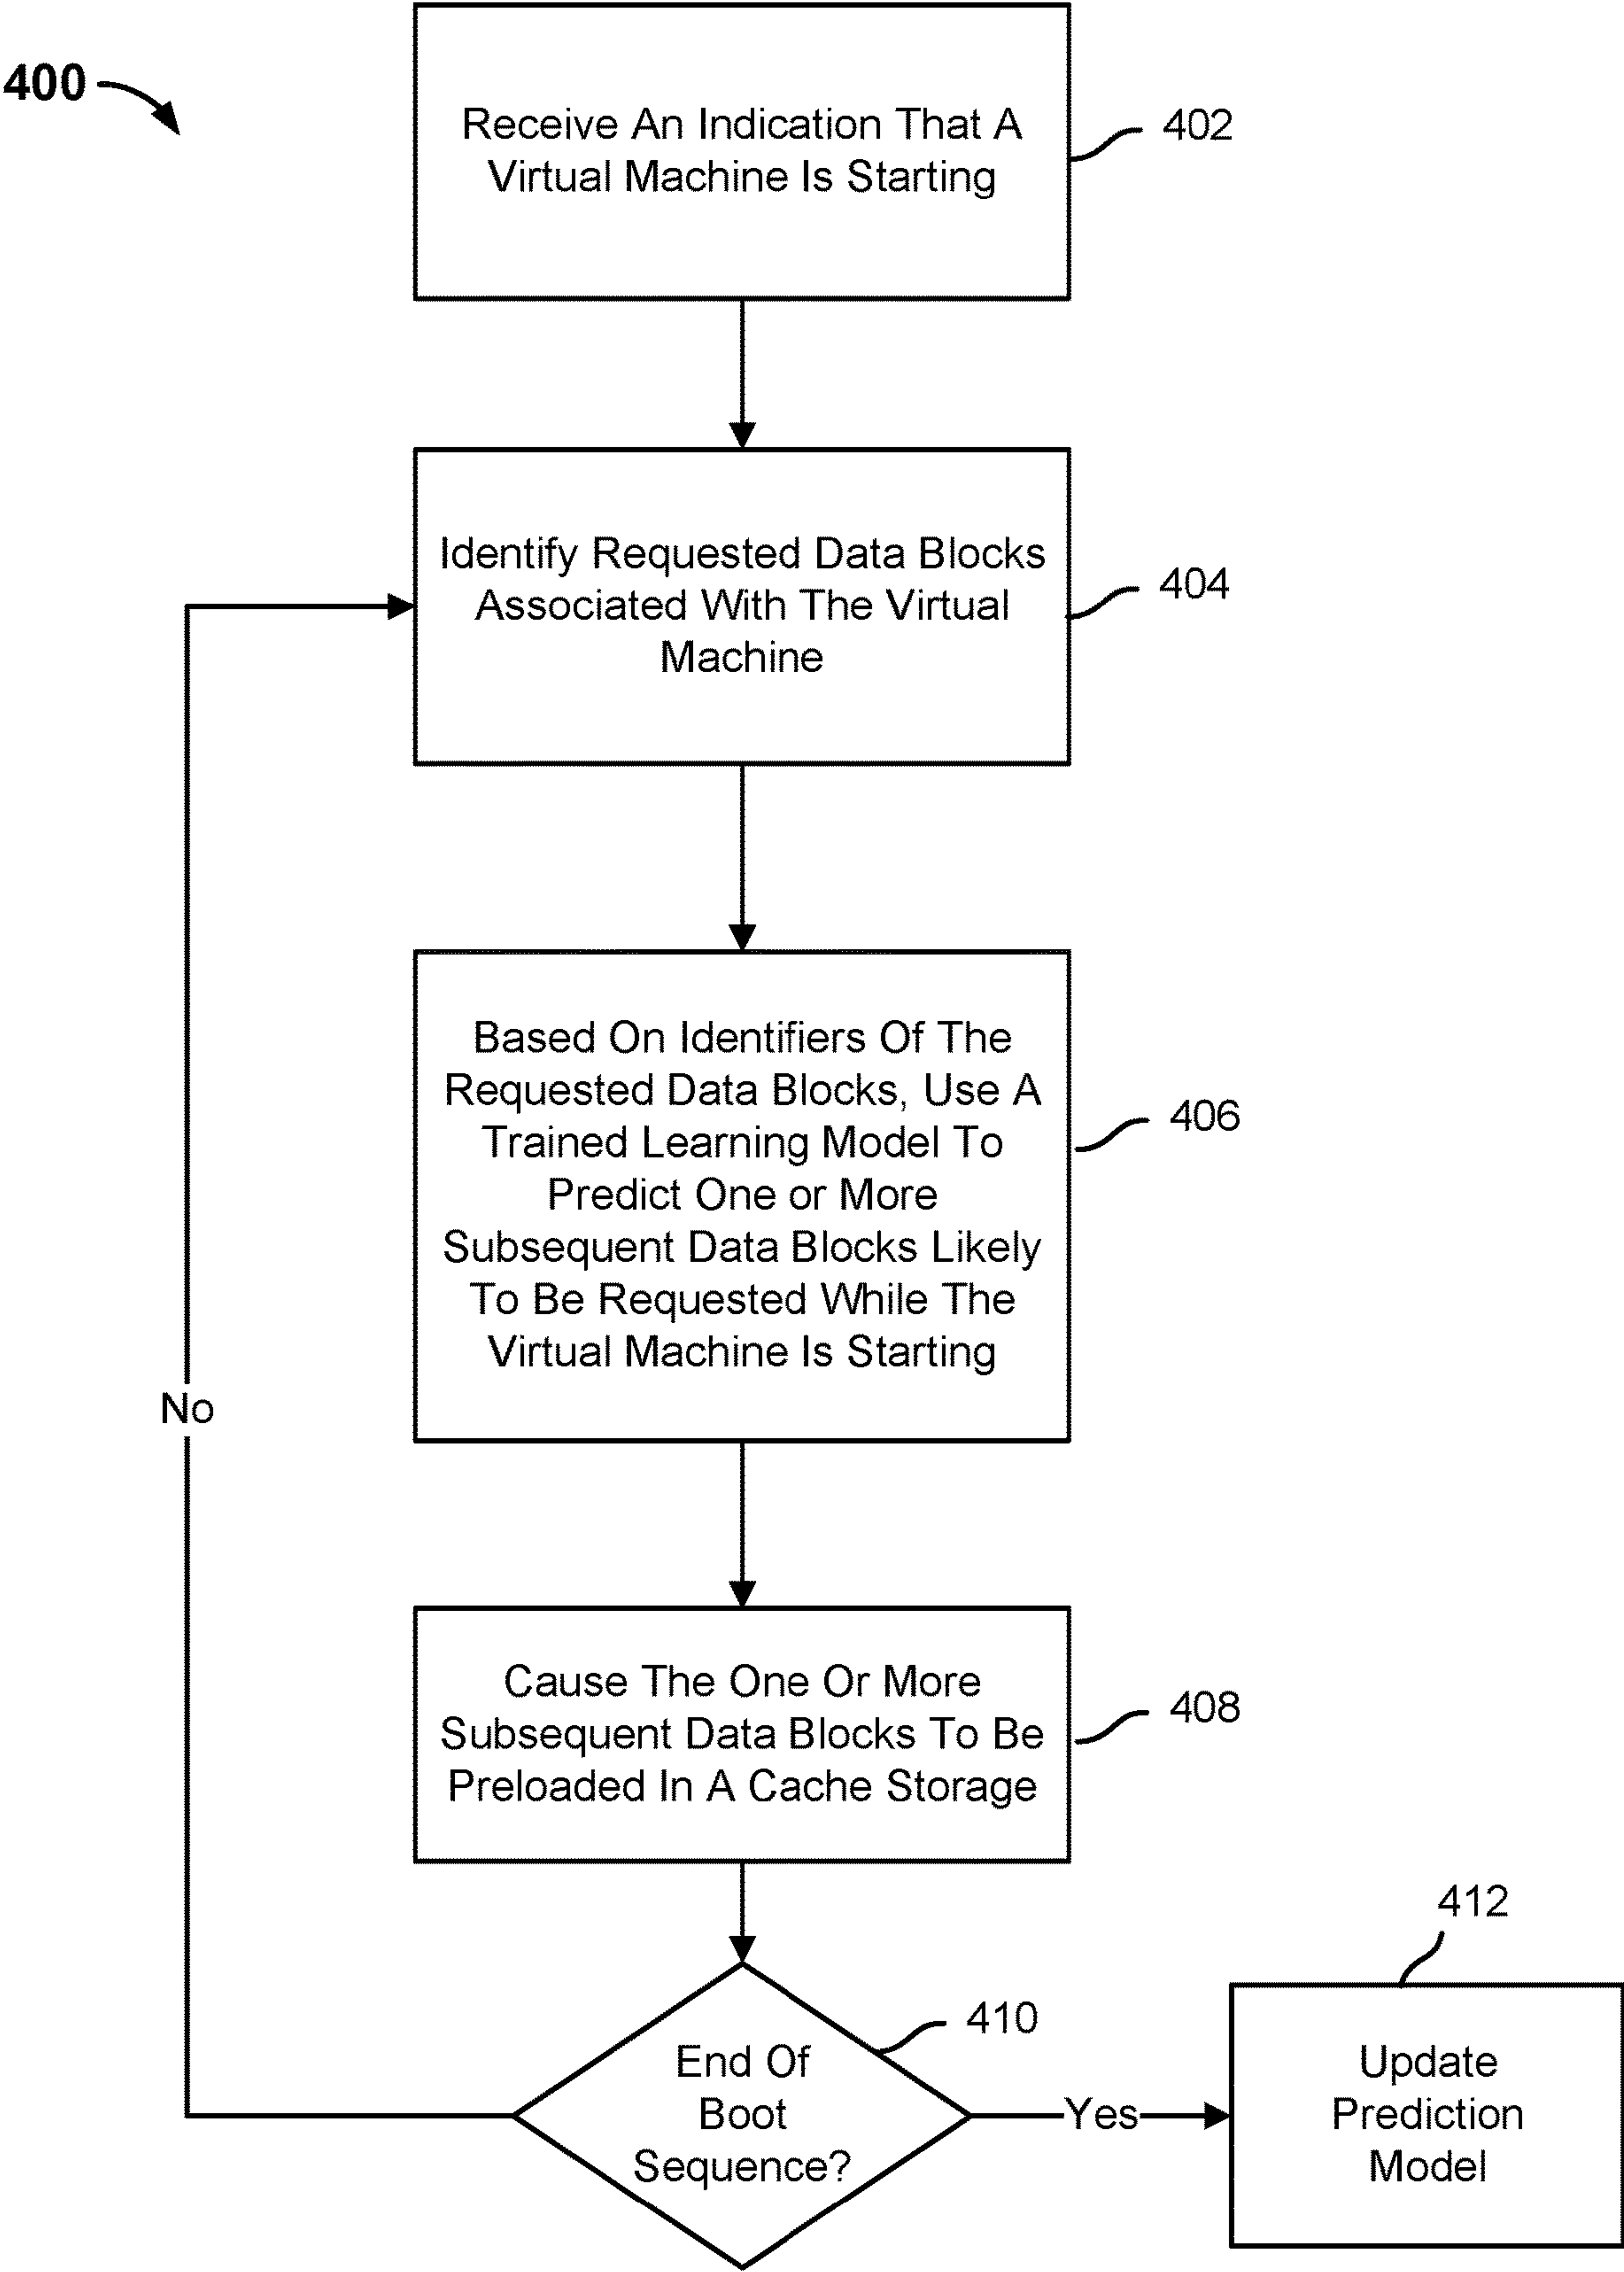 400
Receive An Indication That A
Virtual Machine Is Starting
402
Identify Requested Data Blocks
Associated With The Virtual
Machine
404
Based On Identifiers Of The
Requested Data Blocks, Use A
Trained Learning Model To
Predict One or More
Subsequent Data Blocks Likely
To Be Requested While The
Virtual Machine Is Starting
406
No
Cause The One Or More
Subsequent Data Blocks To Be
Preloaded In A Cache Storage
408
End Of
Boot
Sequence?
410
Yes
412
Update
Prediction
Model